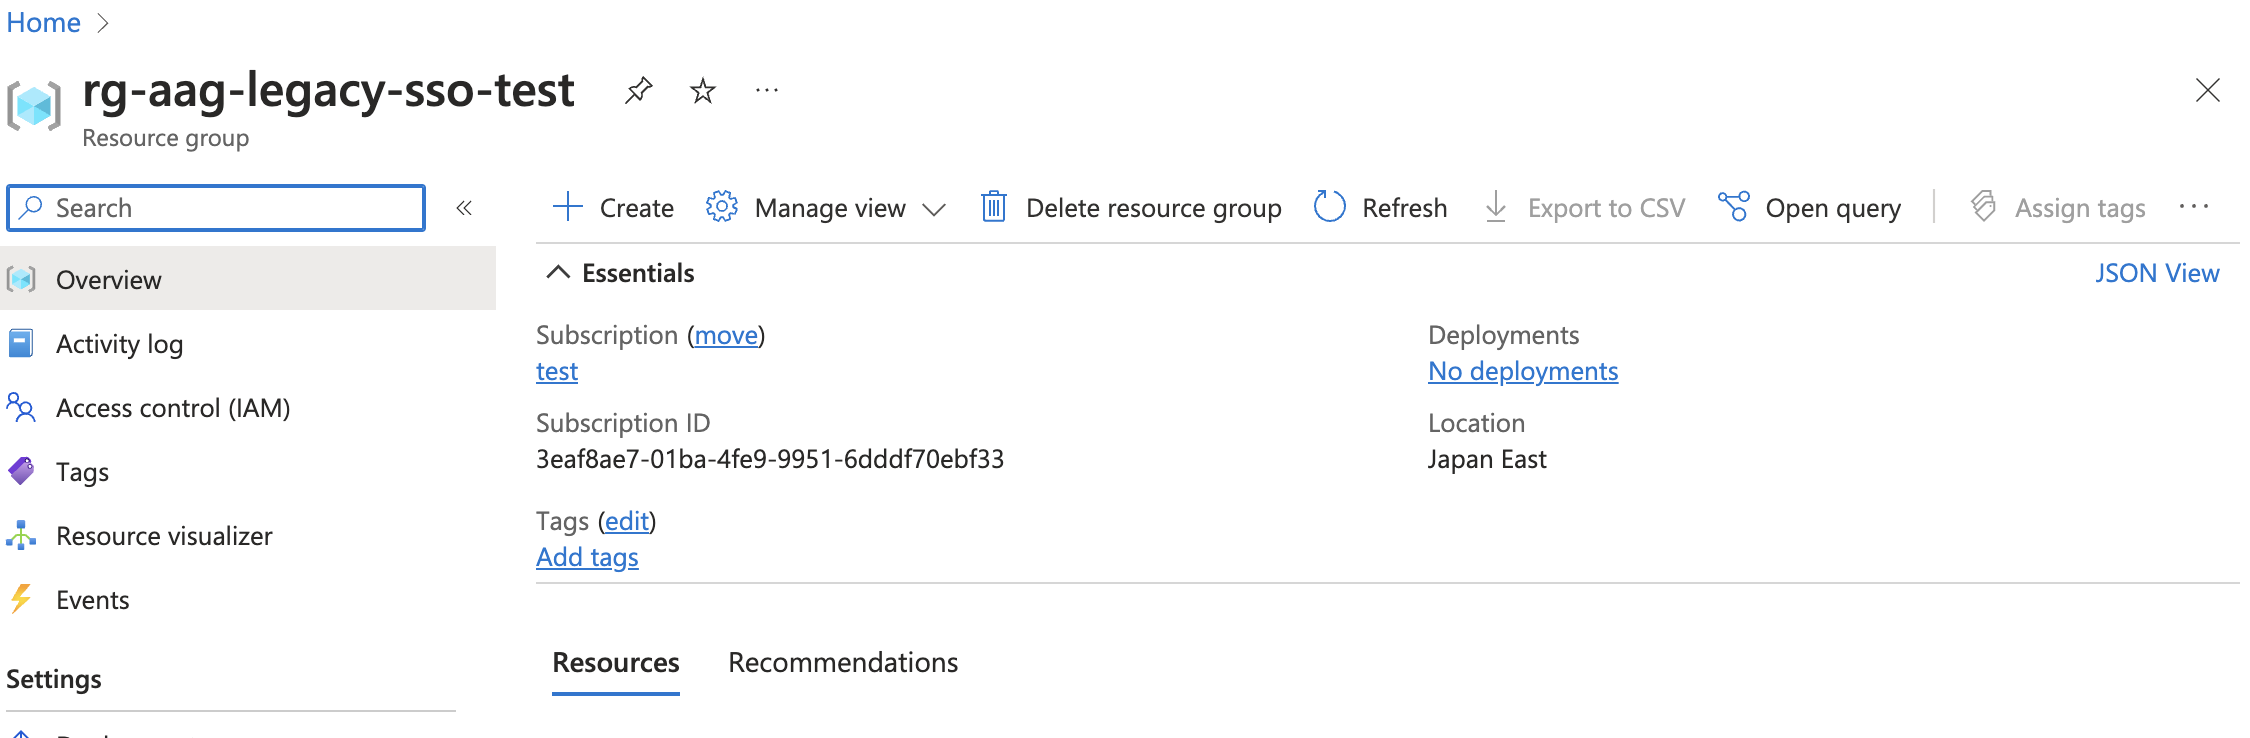 Home
rg-aag-legacy-sso-test
Resource group
Search
Create
Manage view
Delete resource group
Refresh
Export to CSV
Open query
Assign tags
Overview
Activity log
Access control (IAM)
Tags
Resource visualizer
Events
Settings
Essentials
JSON View
Subscription (move)
test
Subscription ID
3eaf8ae7-01ba-4fe9-9951-6dddf70ebf33
Deployments
No deployments
Location
Japan East
Tags (edit)
Add tags
Resources
Recommendations